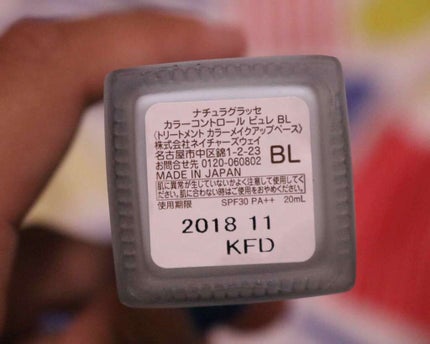 ナチュラグラッセ
カラーコントロール ピュレ BL
〈トリートメント カラーメイクアップベース〉
株式会社ネイチャーズウェイ
名古屋市中区錦1-2-23
お問合せ先 0120-060802
BL
MADE IN JAPAN
肌に異常が生じていないかよく注意して使用してく
ださい。肌に合わない時はご使用をおやめください。
使用期限 SPF30 PA++ 20mL
2018 11
KFD